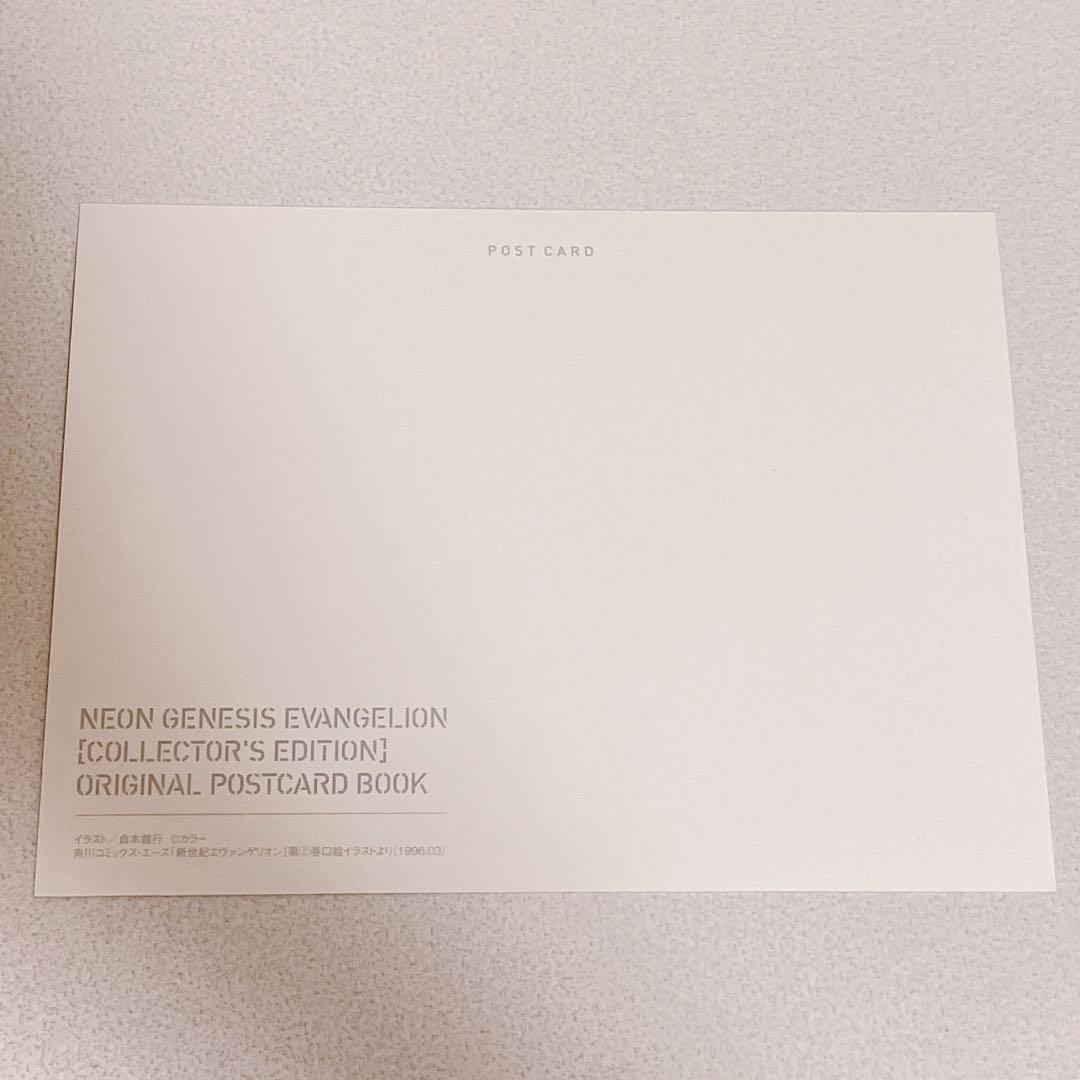 POST CARD
NEON GENESIS EVANGELION
[COLLECTOR'S EDITION]
ORIGINAL POSTCARD BOOK
イラスト／貞本義行 ©カラー
角川コミックス・エース「新世紀エヴァンゲリオン」第②巻口絵イラストより(1996.03)